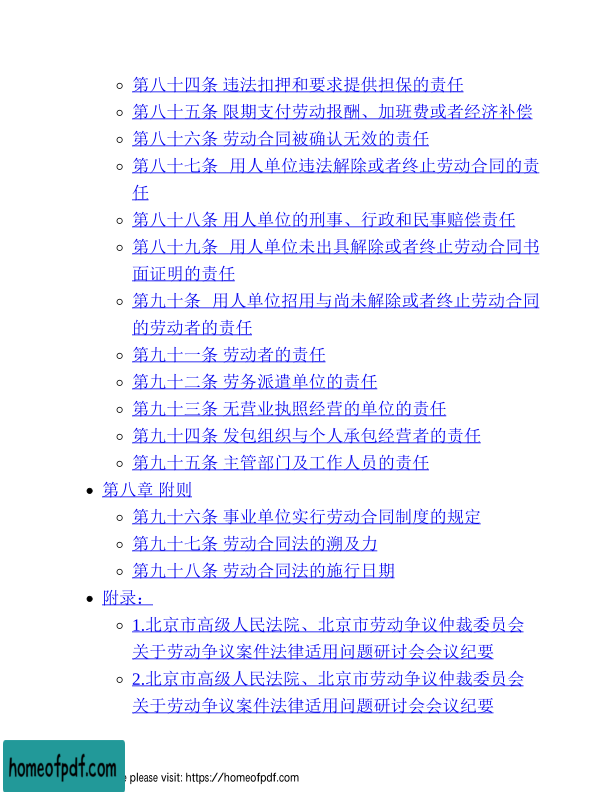 第八十四条 违法扣押和要求提供担保的责任
第八十五条 限期支付劳动报酬、加班费或者经济补偿
第八十六条 劳动合同被确认无效的责任
第八十七条 用人单位违法解除或者终止劳动合同的责
任
第八十八条 用人单位的刑事、行政和民事赔偿责任
第八十九条 用人单位未出具解除或者终止劳动合同书
面证明的责任
第九十条 用人单位招用与尚未解除或者终止劳动合同
的劳动者的责任
第九十一条 劳动者的责任
第九十二条 劳务派遣单位的责任
第九十三条 无营业执照经营的单位的责任
第九十四条 发包组织与个人承包经营者的责任
第九十五条 主管部门及工作人员的责任
第八章 附则
第九十六条 事业单位实行劳动合同制度的规定
第九十七条 劳动合同法的溯及力
第九十八条 劳动合同法的施行日期
附录：
1.北京市高级人民法院、北京市劳动争议仲裁委员会
关于劳动争议案件法律适用问题研讨会会议纪要
2.北京市高级人民法院、北京市劳动争议仲裁委员会
关于劳动争议案件法律适用问题研讨会会议纪要
homeofpdf.com
please visit: https://homeofpdf.com